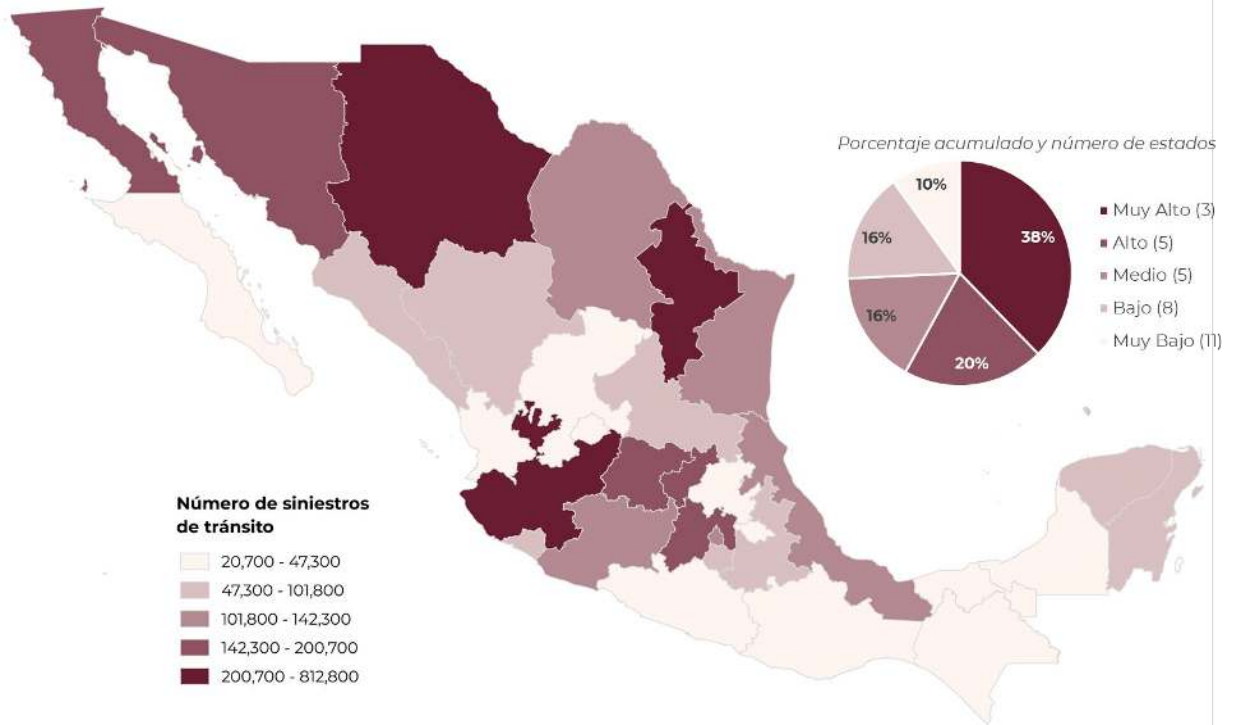 Porcentaje acumulado y número de estados
10%
38%
16%
16%
20%
Muy Alto (3)
Alto (5)
Medio (5)
Bajo (8)
Muy Bajo (11)
Número de siniestros
de tránsito
20,700 - 47,300
47,300 - 101,800
101,800 - 142,300
142,300 - 200,700
200,700 - 812,800